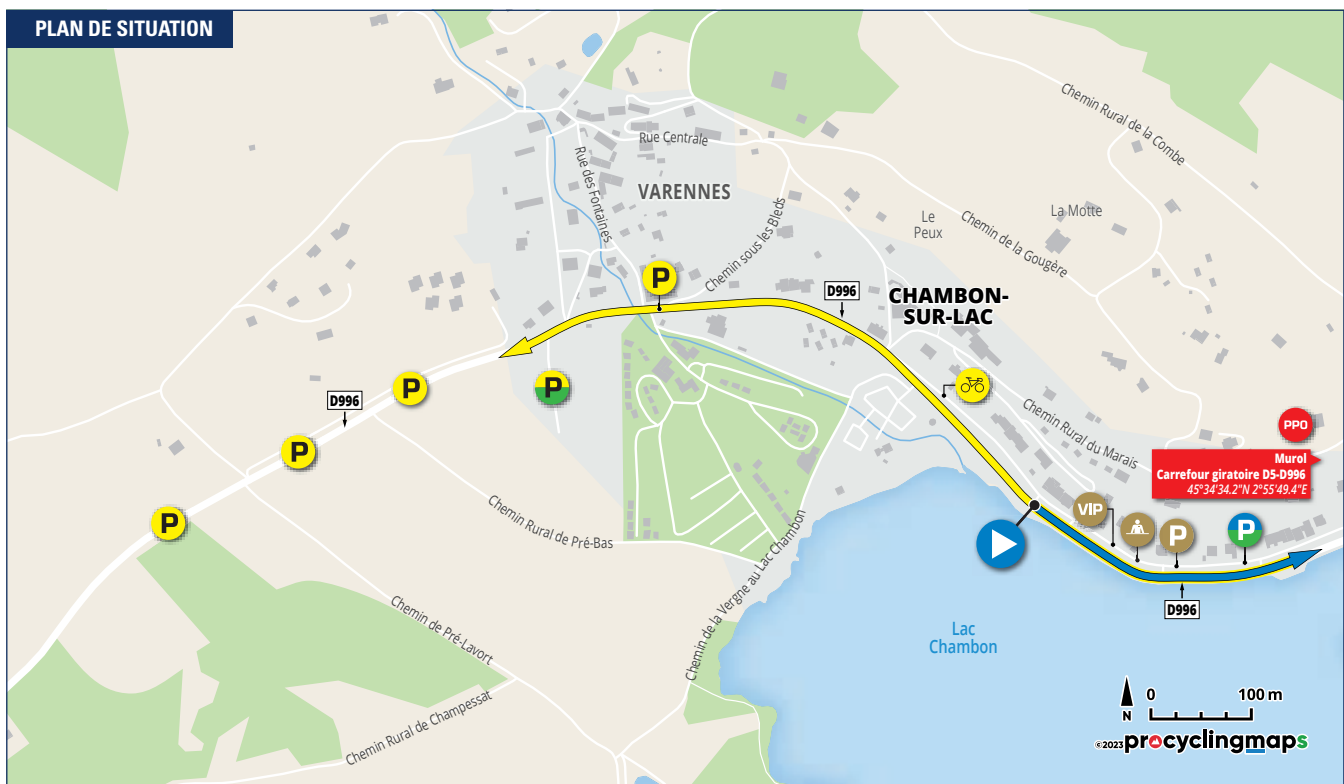 PLAN DE SITUATION
Chemin Rural de la Combe
Rue Centrale
Rue des Fontaines
VARENNES
Chemin sous les Bleds
Le
Peux
La Motte
Chemin de la Gougère
P
D996
CHAMBON-
SUR-LAC
P
P
D996
P
P
Chemin Rural du Marais
PPO
Murol
Carrefour giratoire D5-D996
45°34'34.2"N 2°55'49.4"E
VIP
P
P
Chemin Rural de Pré-Bas
Chemin de la Vergne au Lac Chambon
D996
Chemin de Pré-Lavort
Lac
Chambon
Chemin Rural de Champessat
N
0 100 m
©2023 procyclingmaps